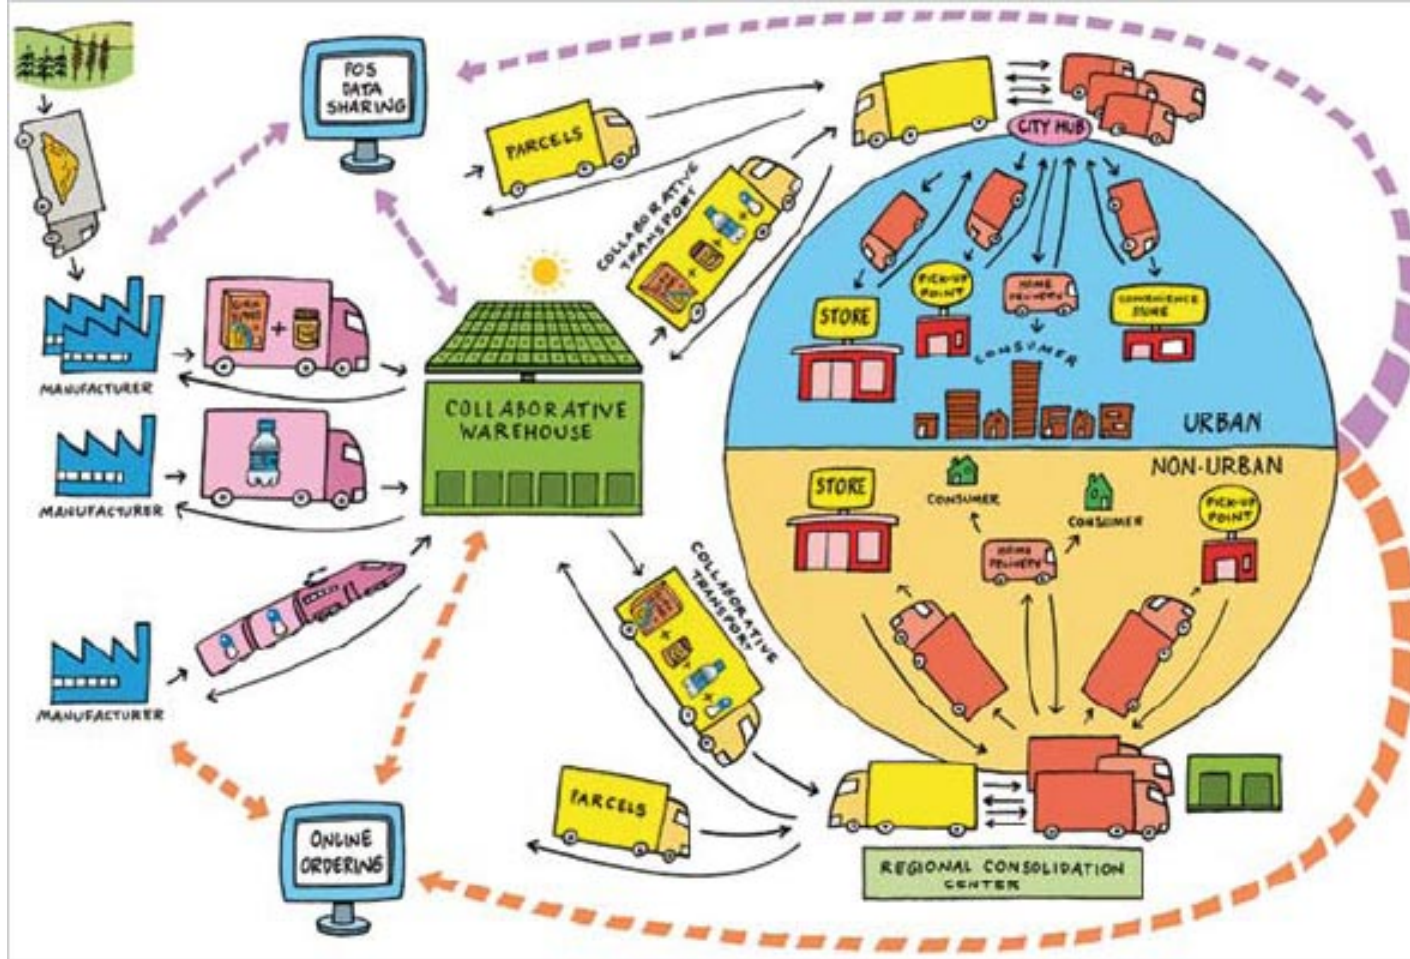 POS
DATA
SHARING
PARCELS
COLLABORATIVE
TRANSPORT
CITY HUB
STORE
PICK-UP
POINT
HOME
DELIVERY
CONVENIENCE
STORE
CONSUMER
URBAN
MANUFACTURER
COLLABORATIVE
WAREHOUSE
MANUFACTURER
NON-URBAN
STORE
CONSUMER
CONSUMER
PICK-UP
POINT
HOME
DELIVERY
MANUFACTURER
COLLABORATIVE
TRANSPORT
PARCELS
ONLINE
ORDERING
REGIONAL CONSOLIDATION
CENTER